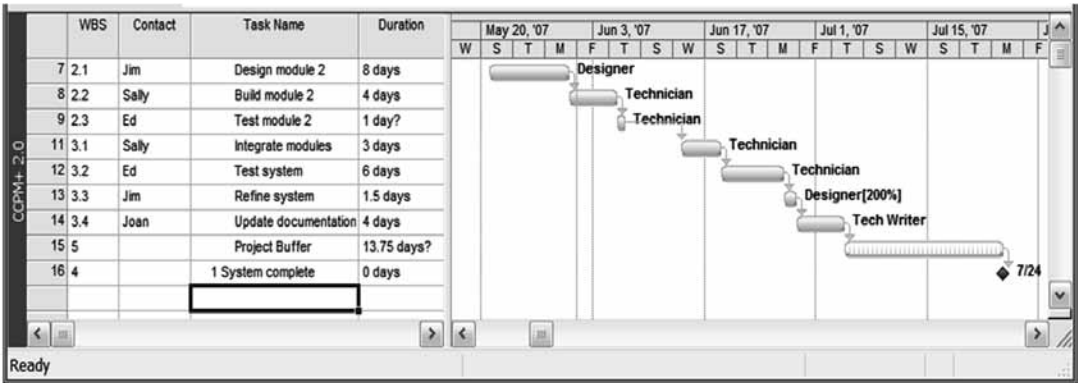 WBS Contact Task Name Duration
May 20, '07 Jun 3, '07 Jun 17, '07 Jul 1, '07 Jul 15, '07 J
W S T M F T S W S T M F T S W S T M F
7 2.1 Jim Design module 2 8 days Designer
8 2.2 Sally Build module 2 4 days Technician
9 2.3 Ed Test module 2 1 day? Technician
11 3.1 Sally Integrate modules 3 days Technician
12 3.2 Ed Test system 6 days Technician
13 3.3 Jim Refine system 1.5 days Designer[200%]
14 3.4 Joan Update documentation 4 days Tech Writer
15 5 Project Buffer 13.75 days?
16 4 1 System complete 0 days 7/24
CCPM+ 2.0
Ready